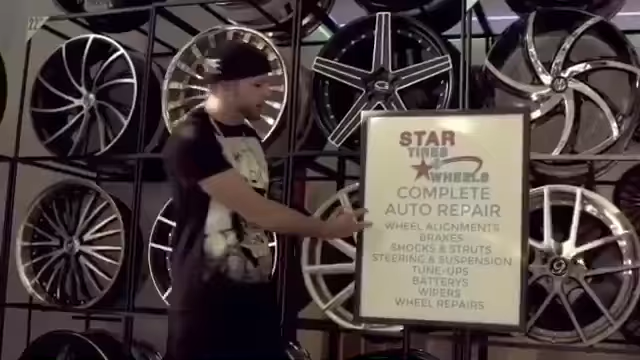 22
STAR
TIRES
WHEELS
COMPLETE
AUTO REPAIR
WHEEL ALIGNMENTS
BRAKES
SHOCKS & STRUTS
STEERING & SUSPENSION
TUNE-UPS
BATTERYS
WIPERS
WHEEL REPAIRS